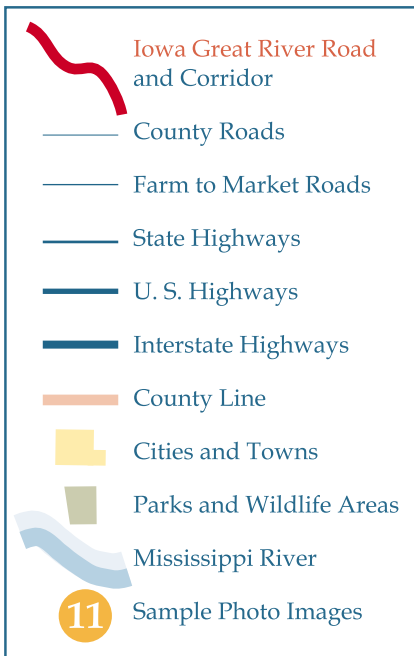 Iowa Great River Road
and Corridor
County Roads
Farm to Market Roads
State Highways
U. S. Highways
Interstate Highways
County Line
Cities and Towns
Parks and Wildlife Areas
Mississippi River
11 Sample Photo Images